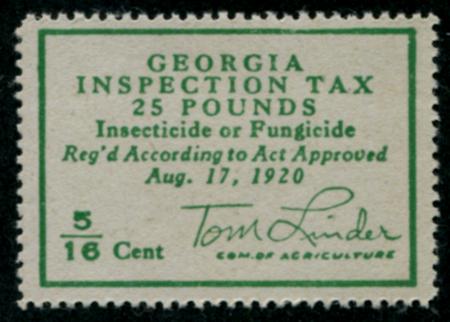 GEORGIA
INSPECTION TAX
25 POUNDS
Insecticide or Fungicide
Reg'd According to Act Approved
Aug. 17, 1920
5/16 Cent
Tom Linder
COM. OF AGRICULTURE